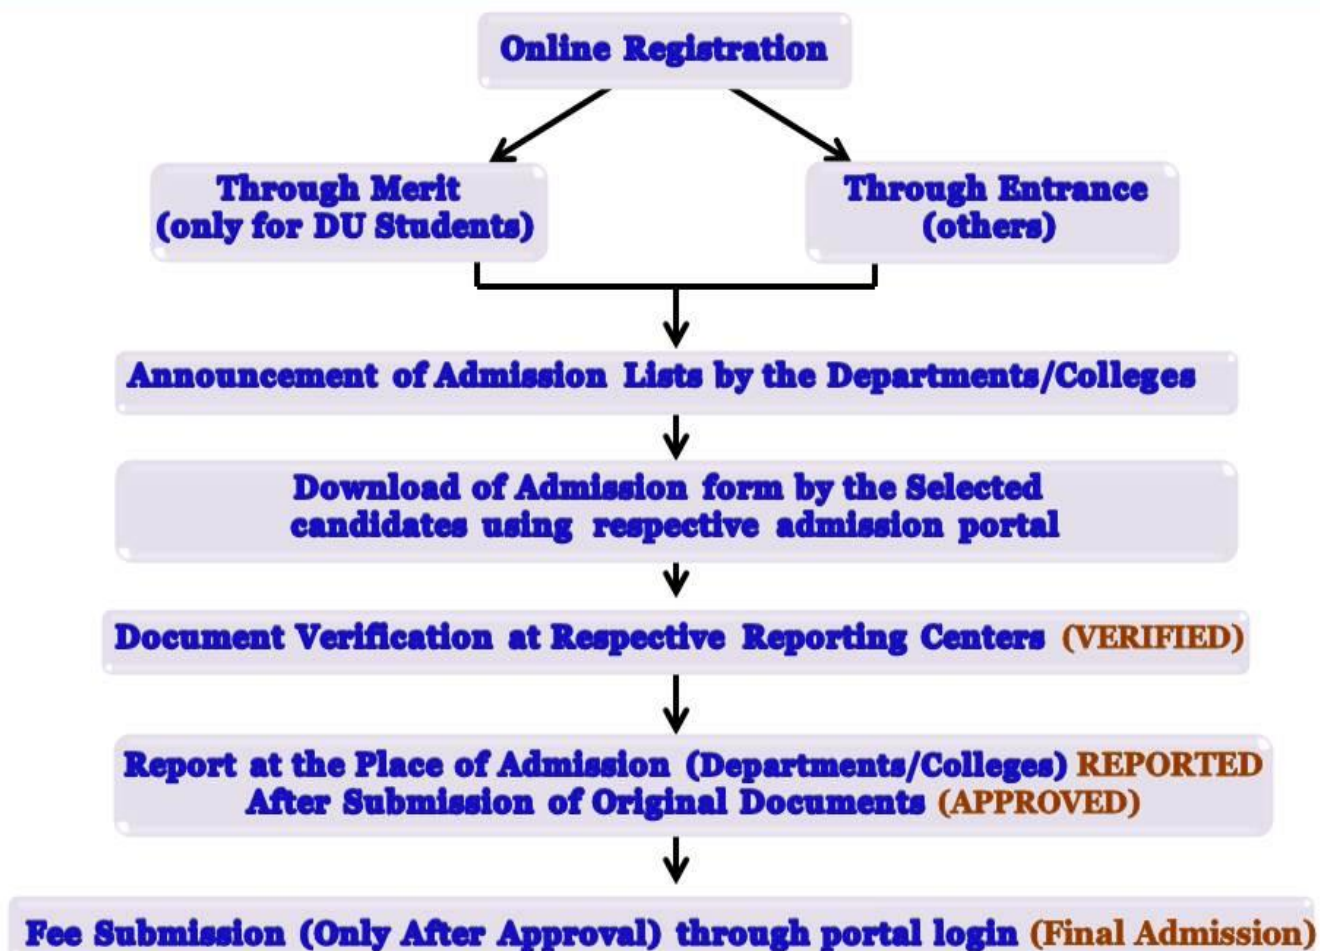 Online Registration
Through Merit
(only for DU Students)
Through Entrance
(others)
Announcement of Admission Lists by the Departments/Colleges
Download of Admission form by the Selected
candidates using respective admission portal
Document Verification at Respective Reporting Centers (VERIFIED)
Report at the Place of Admission (Departments/Colleges) REPORTED
After Submission of Original Documents (APPROVED)
Fee Submission (Only After Approval) through portal login (Final Admission)